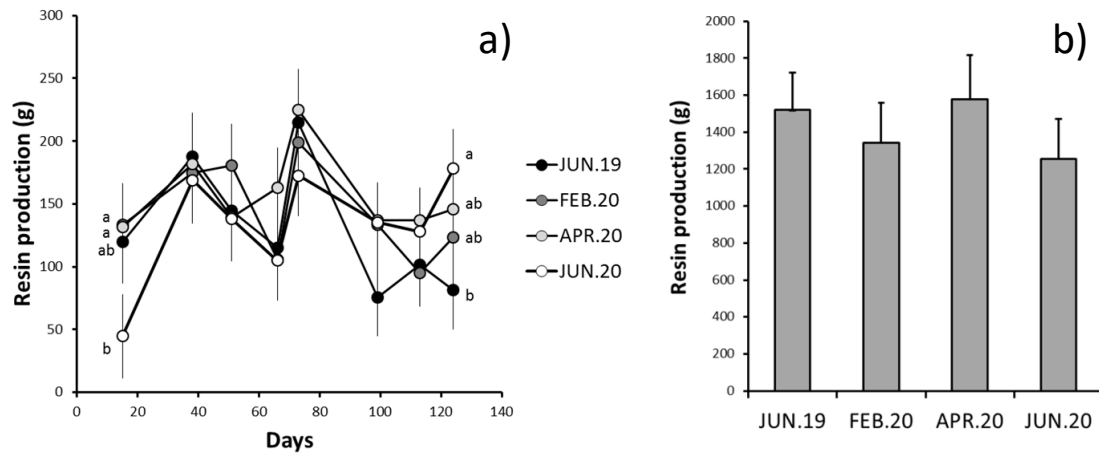 a)
Resin production (g)
300
250
200
150
100
50
0
0 20 40 60 80 100 120 140
Days
a
a
ab
b
a
ab
ab
b
JUN.19
FEB.20
APR.20
JUN.20
b)
Resin production (g)
2000
1800
1600
1400
1200
1000
800
600
400
200
0
JUN.19 FEB.20 APR.20 JUN.20